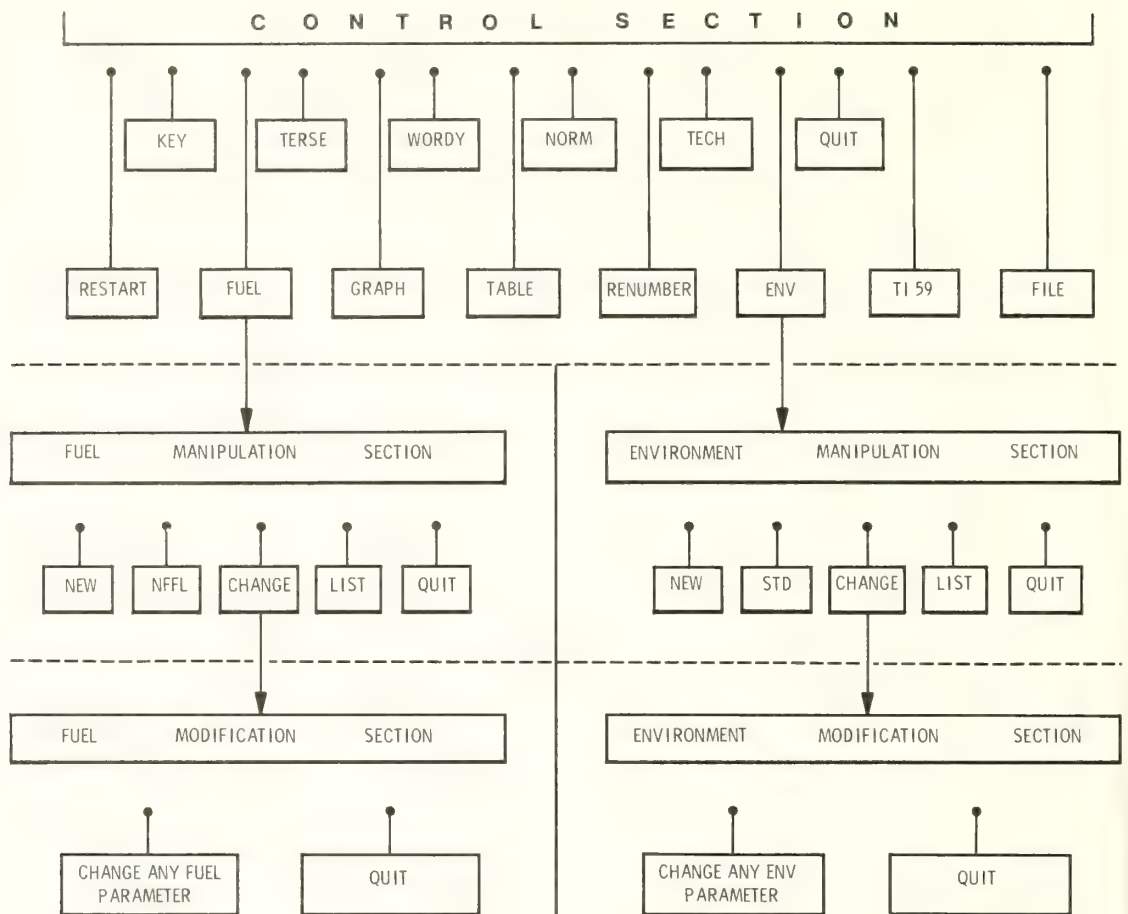 CONTROL SECTION
KEY TERSE WORDY NORM TECH QUIT
RESTART FUEL GRAPH TABLE RENUMBER ENV TI 59 FILE
FUEL MANIPULATION SECTION
ENVIRONMENT MANIPULATION SECTION
NEW NFFL CHANGE LIST QUIT
NEW STD CHANGE LIST QUIT
FUEL MODIFICATION SECTION
ENVIRONMENT MODIFICATION SECTION
CHANGE ANY FUEL
PARAMETER
QUIT
CHANGE ANY ENV
PARAMETER
QUIT